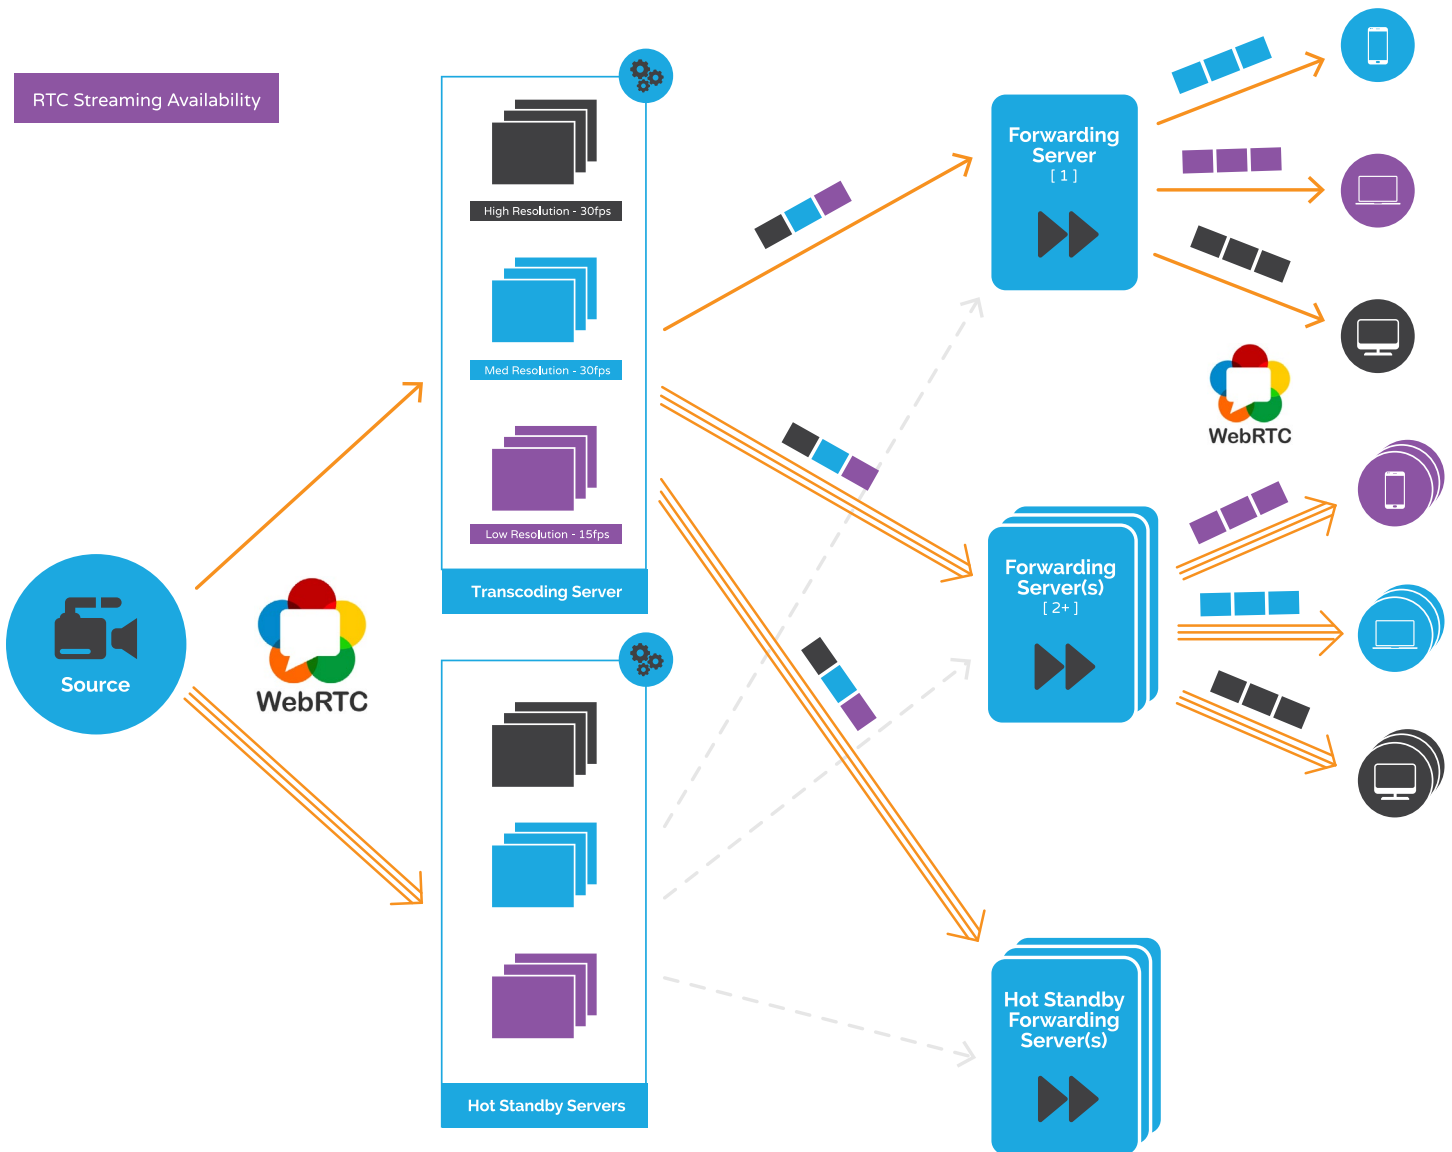 RTC Streaming Availability
High Resolution - 30fps
Med Resolution - 30fps
Low Resolution - 15fps
Transcoding Server
Source
WebRTC
Hot Standby Servers
Forwarding
Server
[ 1 ]
WebRTC
Forwarding
Server(s)
[ 2+ ]
Hot Standby
Forwarding
Server(s)